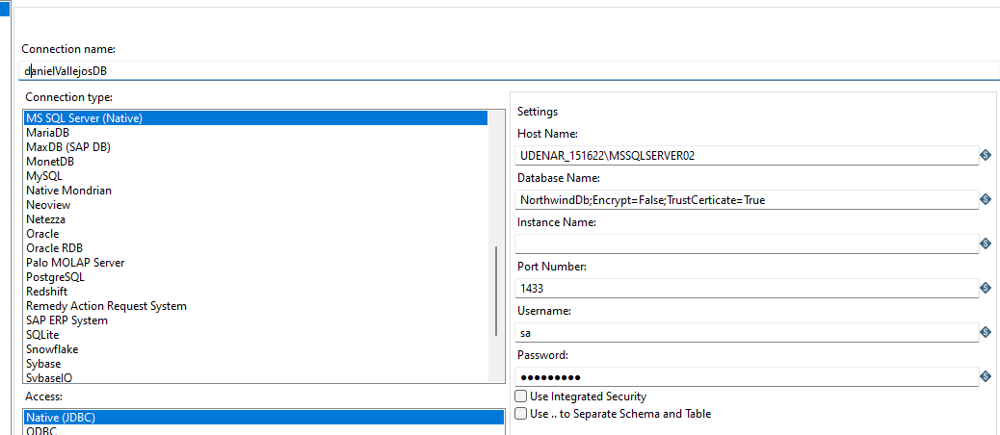 Connection name:
danielVallejosDB
Connection type:
MS SQL Server (Native)
MariaDB
MaxDB (SAP DB)
MonetDB
MySQL
Native Mondrian
Neoview
Netezza
Oracle
Oracle RDB
Palo MOLAP Server
PostgreSQL
Redshift
Remedy Action Request System
SAP ERP System
SQLite
Snowflake
Sybase
SybaseIQ
Access:
Native (JDBC)
ODBC
Settings
Host Name:
UDENAR_151622\MSSQLSERVER02
Database Name:
NorthwindDb;Encrypt=False;TrustCerticate=True
Instance Name:
Port Number:
1433
Username:
sa
Password:
●●●●●●●●●
Use Integrated Security
Use .. to Separate Schema and Table